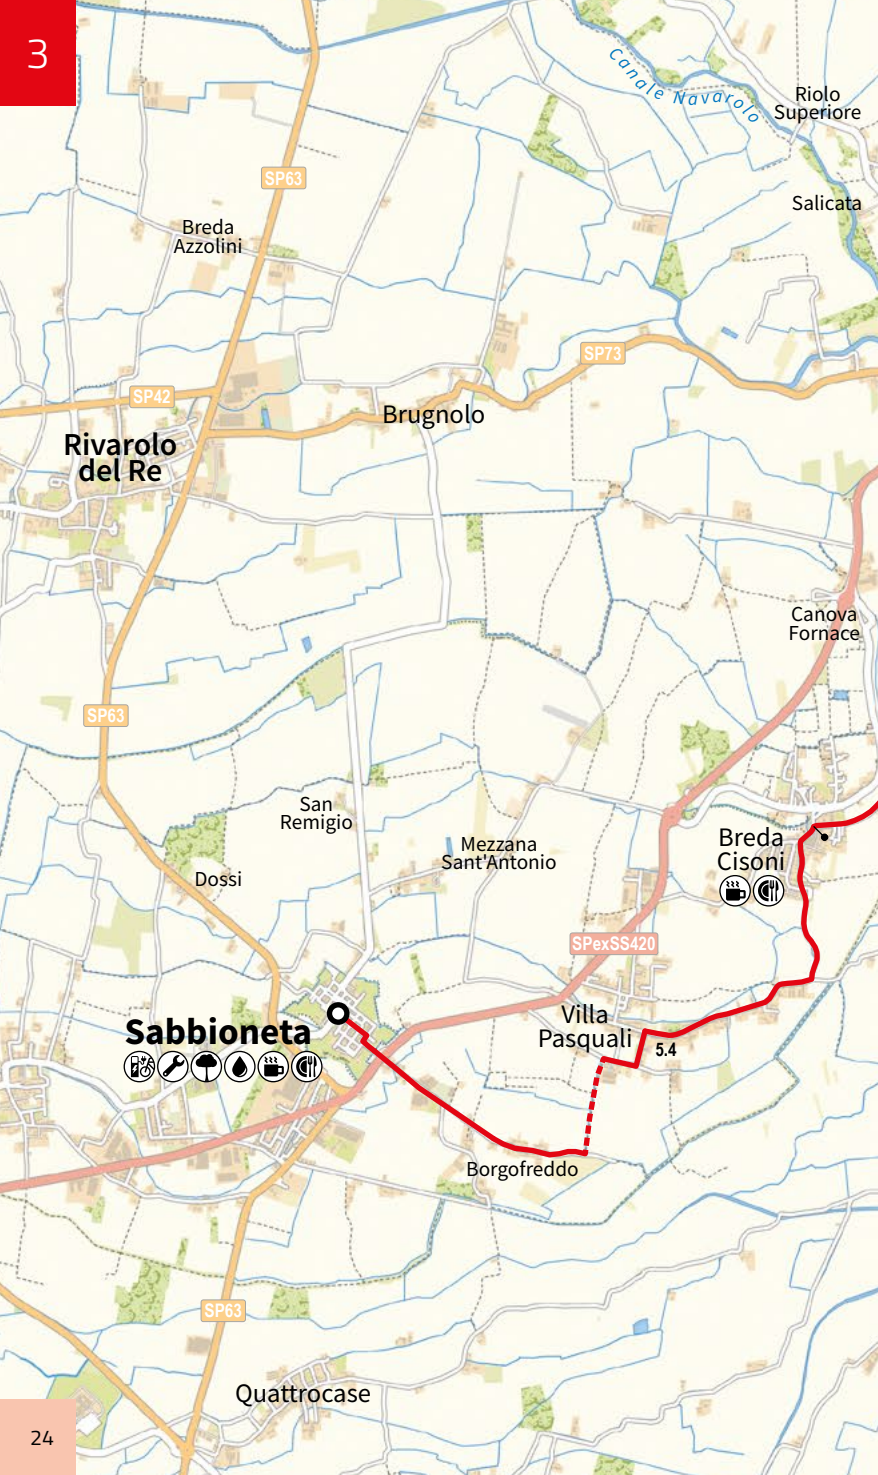 3
Canale Navarolo
Riolo
Superiore
SP63
Salicata
Breda
Azzolini
SP73
SP42
Brugnolo
Rivarolo
del Re
Canova
Fornace
SP63
San
Remigio
Breda
Cisoni
Mezzana
Sant'Antonio
Dossi
SPexSS420
Villa
Pasquali
Sabbioneta
5.4
Borgofreddo
SP63
Quattrocase
24